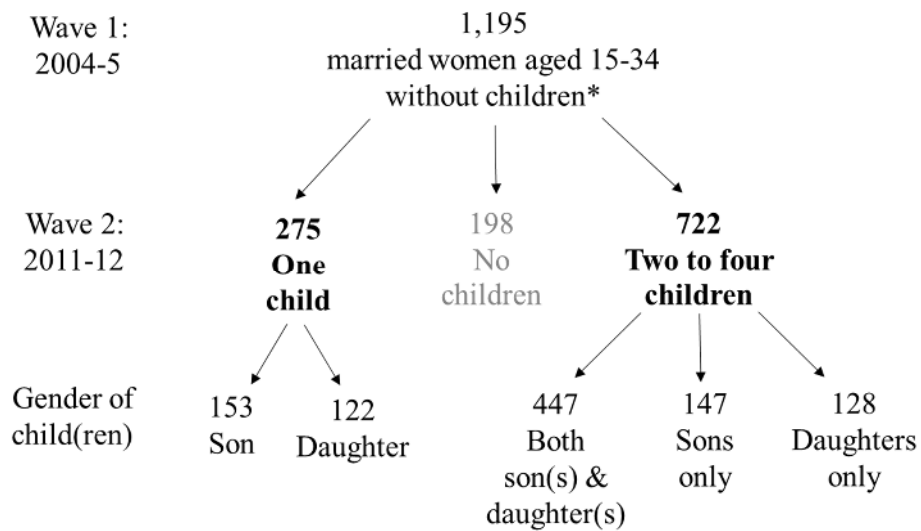 Wave 1:
2004-5
1,195
married women aged 15-34
without children*
Wave 2:
2011-12
275
One
child
198
No
children
722
Two to four
children
Gender of
child(ren)
153
Son
122
Daughter
447
Both
son(s) &
daughter(s)
147
Sons
only
128
Daughters
only